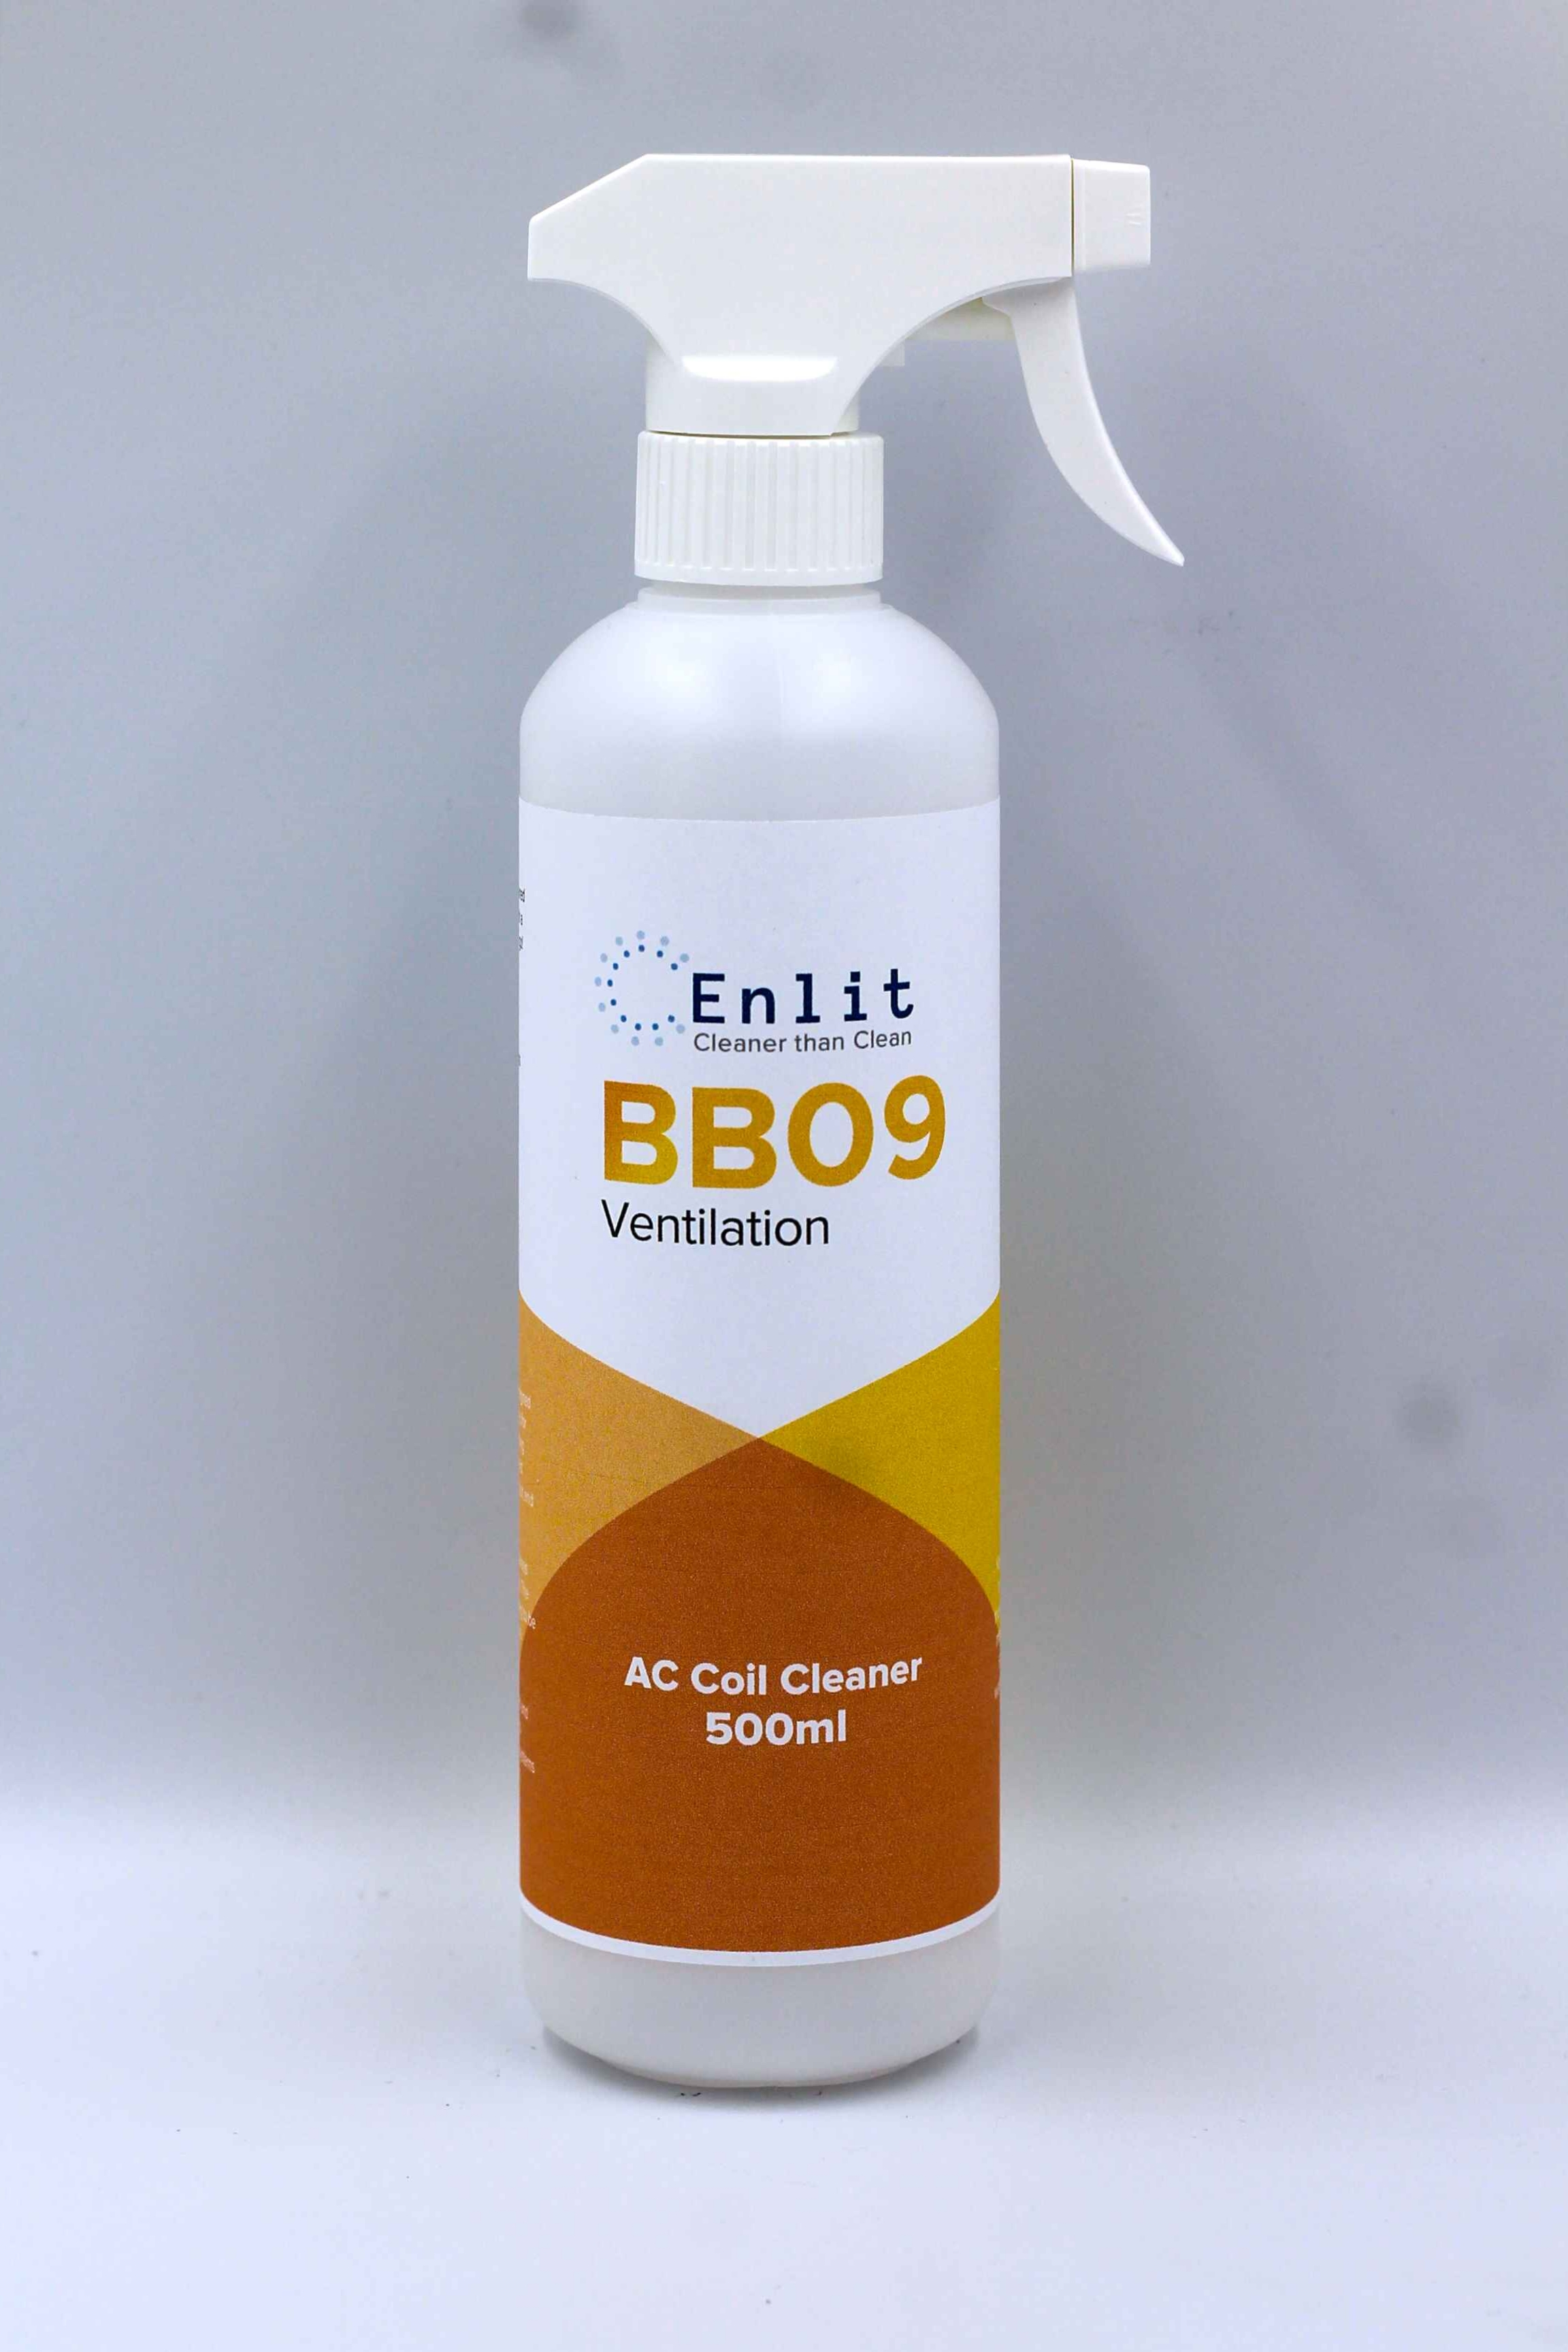 Enlit
Cleaner than Clean
BB09
Ventilation
AC Coil Cleaner
500ml